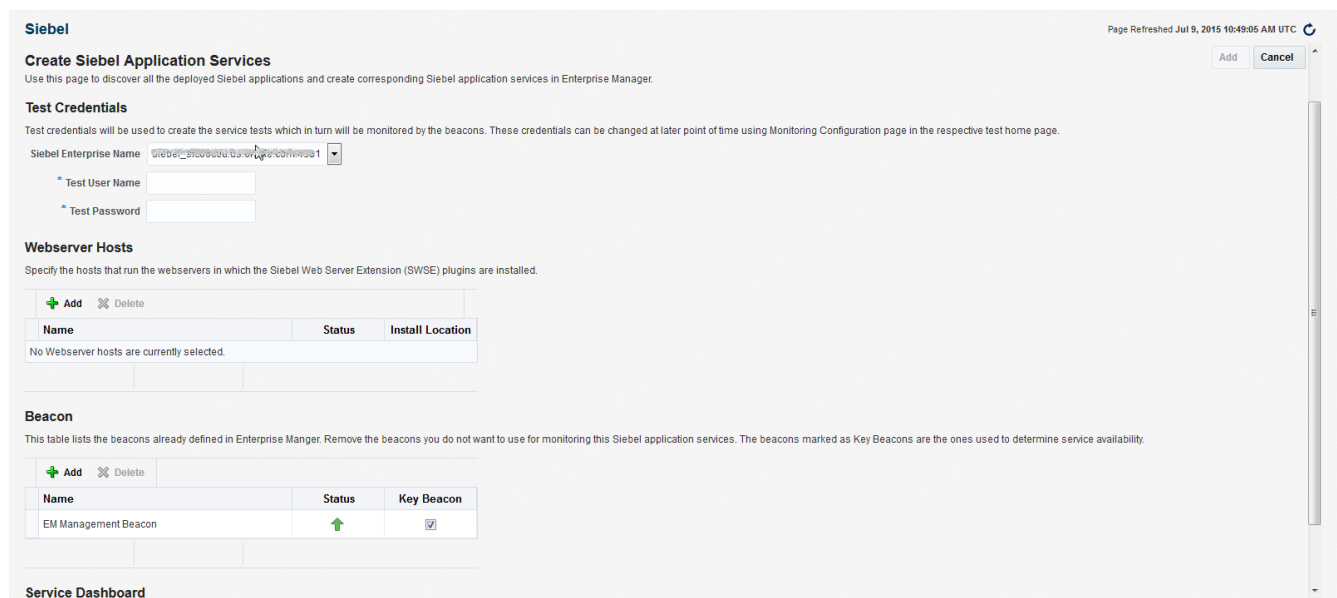 Siebel
Page Refreshed Jul 9, 2015 10:49:05 AM UTC
Create Siebel Application Services
Add Cancel
Use this page to discover all the deployed Siebel applications and create corresponding Siebel application services in Enterprise Manager.
Test Credentials
Test credentials will be used to create the service tests which in turn will be monitored by the beacons. These credentials can be changed at later point of time using Monitoring Configuration page in the respective test home page.
Siebel Enterprise Name
* Test User Name
* Test Password
Webserver Hosts
Specify the hosts that run the webservers in which the Siebel Web Server Extension (SWSE) plugins are installed.
Add Delete
Name Status Install Location
No Webserver hosts are currently selected.
Beacon
This table lists the beacons already defined in Enterprise Manger. Remove the beacons you do not want to use for monitoring this Siebel application services. The beacons marked as Key Beacons are the ones used to determine service availability.
Add Delete
Name Status Key Beacon
EM Management Beacon
Service Dashboard